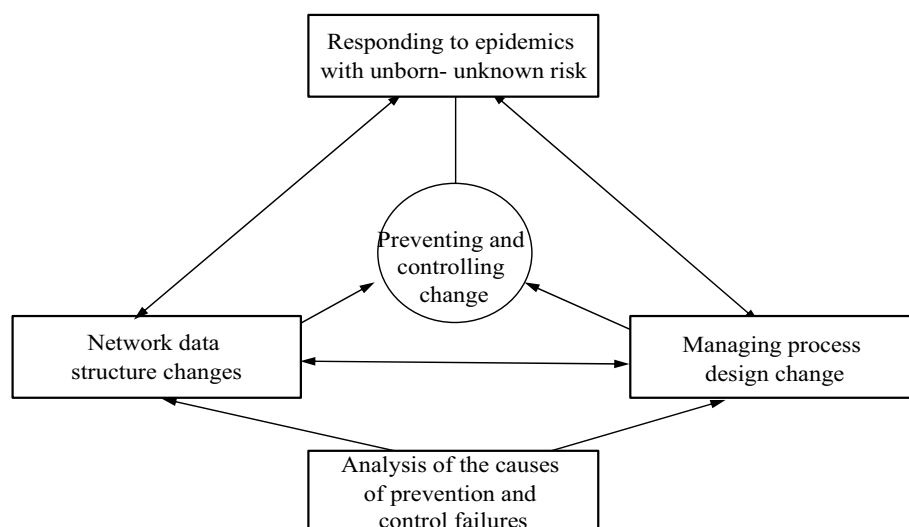 Responding to epidemics
with unborn- unknown risk
Preventing and
controlling
change
Network data
structure changes
Managing process
design change
Analysis of the causes
of prevention and
control failures